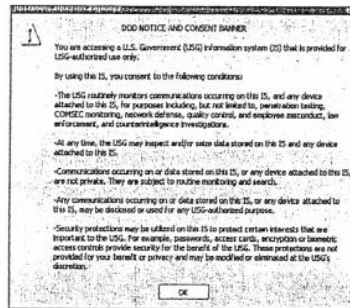 DOD NOTICE AND CONSENT BANNER
You are accessing a U.S. Government (USG) information system (IS) that is provided for
USG-authorized use only.
By using this IS, you consent to the following conditions:
-The USG routinely monitors communications occurring on this IS, and any device
attached to this IS, for purposes including, but not limited to, penetration testing,
COMSEC monitoring, network defense, quality control, and employee misconduct, law
enforcement, and counterintelligence investigations.
-At any time, the USG may inspect and/or seize data stored on this IS and any device
attached to this IS.
-Communications occurring on or data stored on this IS, or any device attached to this IS,
are not private. They are subject to routine monitoring and search.
-Any communications occurring on or data stored on this IS, or any device attached to
this IS, may be disclosed or used for any USG-authorized purpose.
-Security protections may be utilized on this IS to protect certain interests that are
important to the USG. For example, passwords, access cards, encryption or biometric
access controls provide security for the benefit of the USG. These protections are not
provided for your benefit or privacy and may be modified or eliminated at the USG's
discretion.
OK